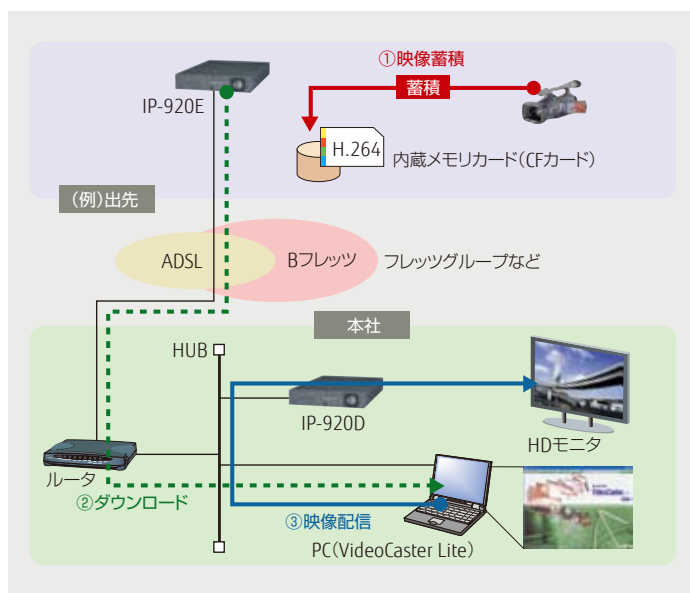 ①映像蓄積
蓄積
IP-920E
H.264
内蔵メモリカード(CFカード)
(例)出先
ADSL
Bフレッツ
フレッツグループなど
本社
HUB
IP-920D
HDモニタ
ルータ
②ダウンロード
③映像配信
PC(VideoCaster Lite)